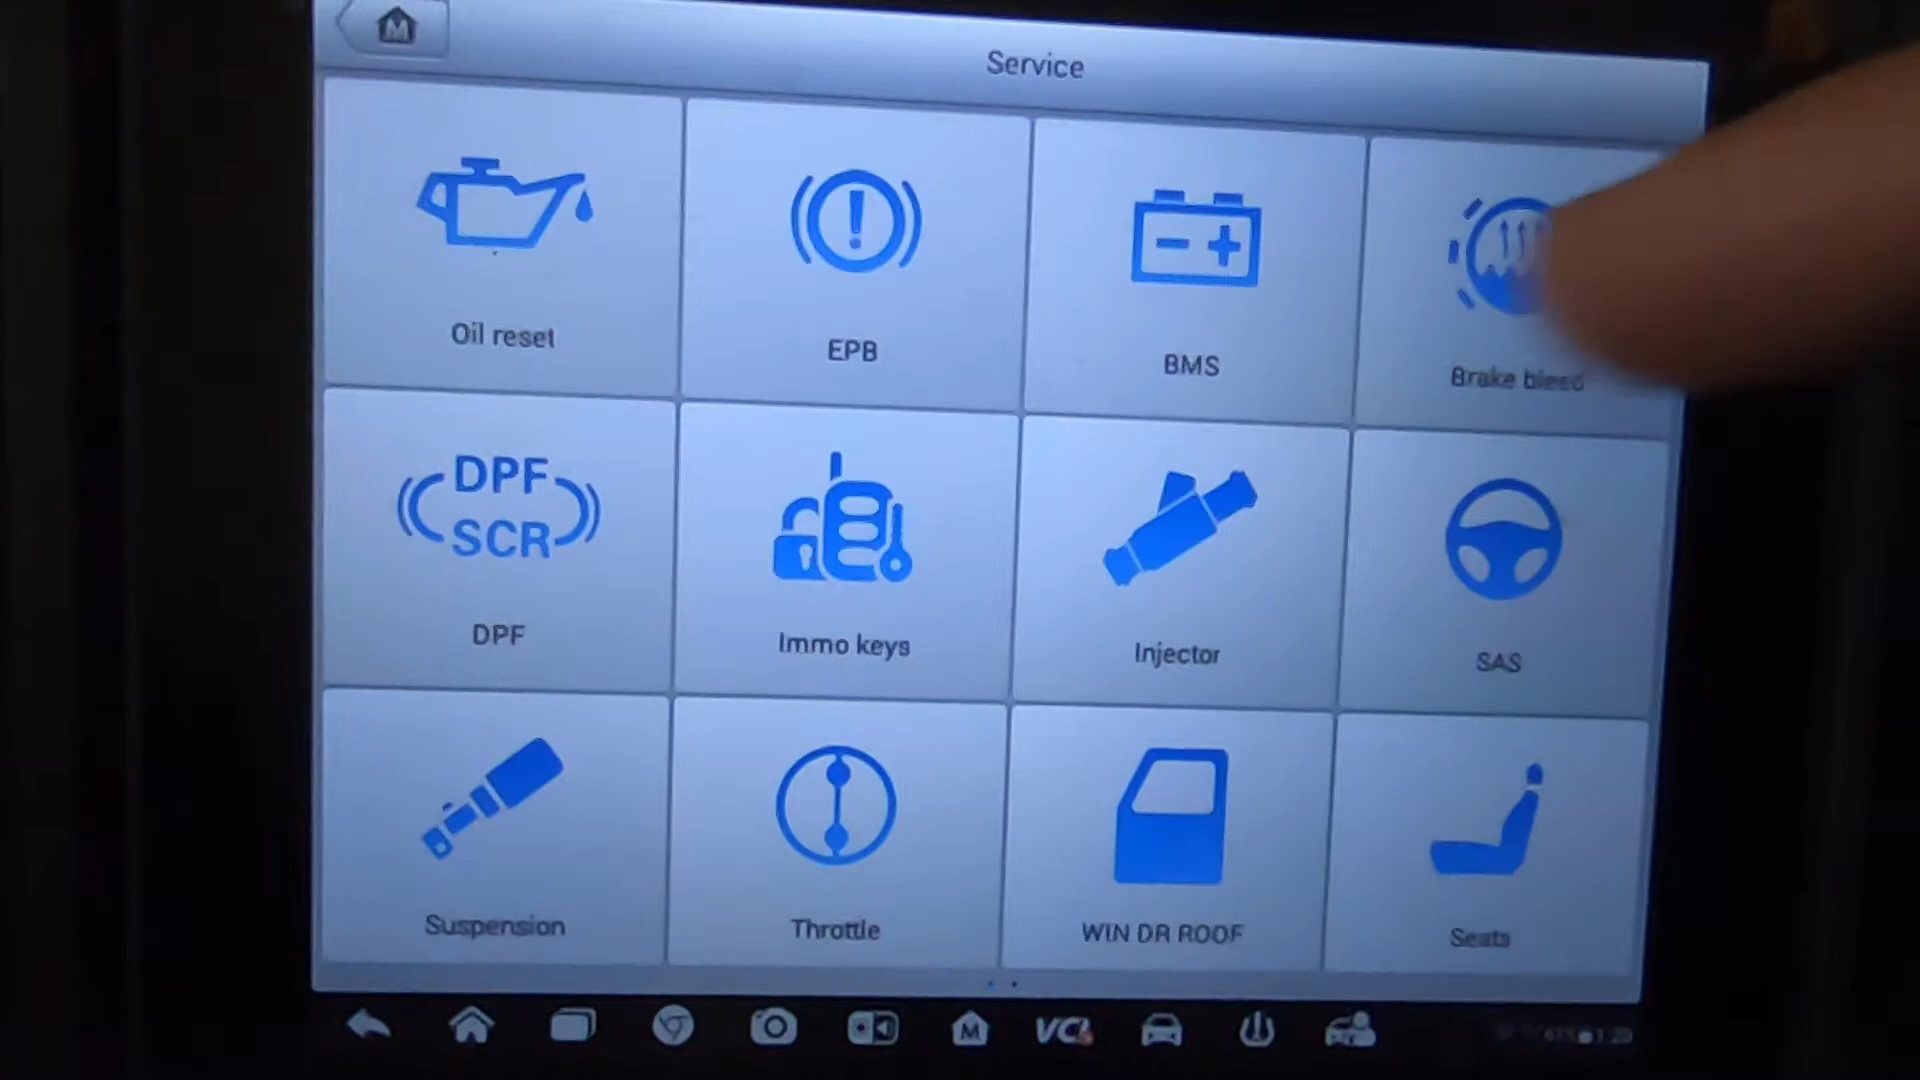 M
Service
Oil reset
EPB
BMS
Brake bleed
DPF
SCR
DPF
Immo keys
Injector
SAS
Suspension
Throttle
WIN DR ROOF
Seats
M
VCI